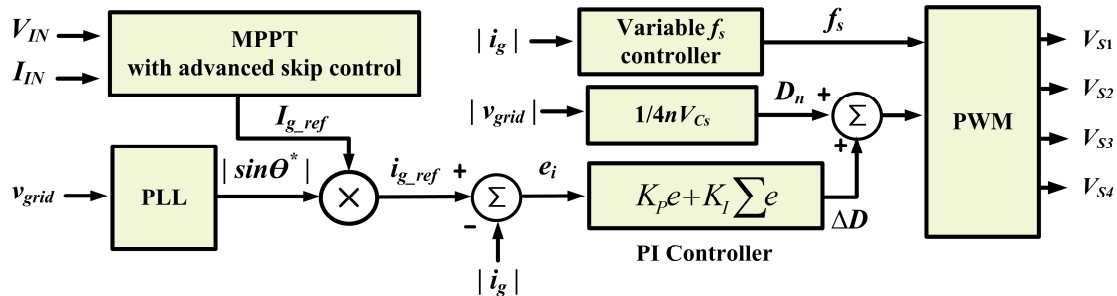 V_IN
I_IN
MPPT
with advanced skip control
I_g_ref
v_grid
PLL
| sinΘ* |
×
i_g_ref
+
Σ
-
| i_g |
e_i
K_P e + K_I ∑ e
PI Controller
ΔD
| i_g |
Variable f_s
controller
f_s
| v_grid |
1/4nV_Cs
D_n
+
Σ
+
PWM
V_S1
V_S2
V_S3
V_S4